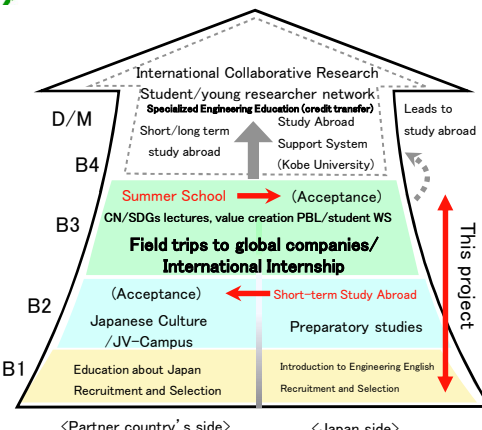 International Collaborative Research
Student/young researcher network
Specialized Engineering Education (credit transfer)
D/M
Short/long term
study abroad
Study Abroad
Support System
(Kobe University)
Leads to
study abroad
B4
Summer School
(Acceptance)
CN/SDGs lectures, value creation PBL/student WS
B3
Field trips to global companies/
International Internship
This project
(Acceptance)
Short-term Study Abroad
B2
Japanese Culture
/JV-Campus
Preparatory studies
B1
Education about Japan
Recruitment and Selection
Introduction to Engineering English
Recruitment and Selection
<Partner country's side>
<Japan side>